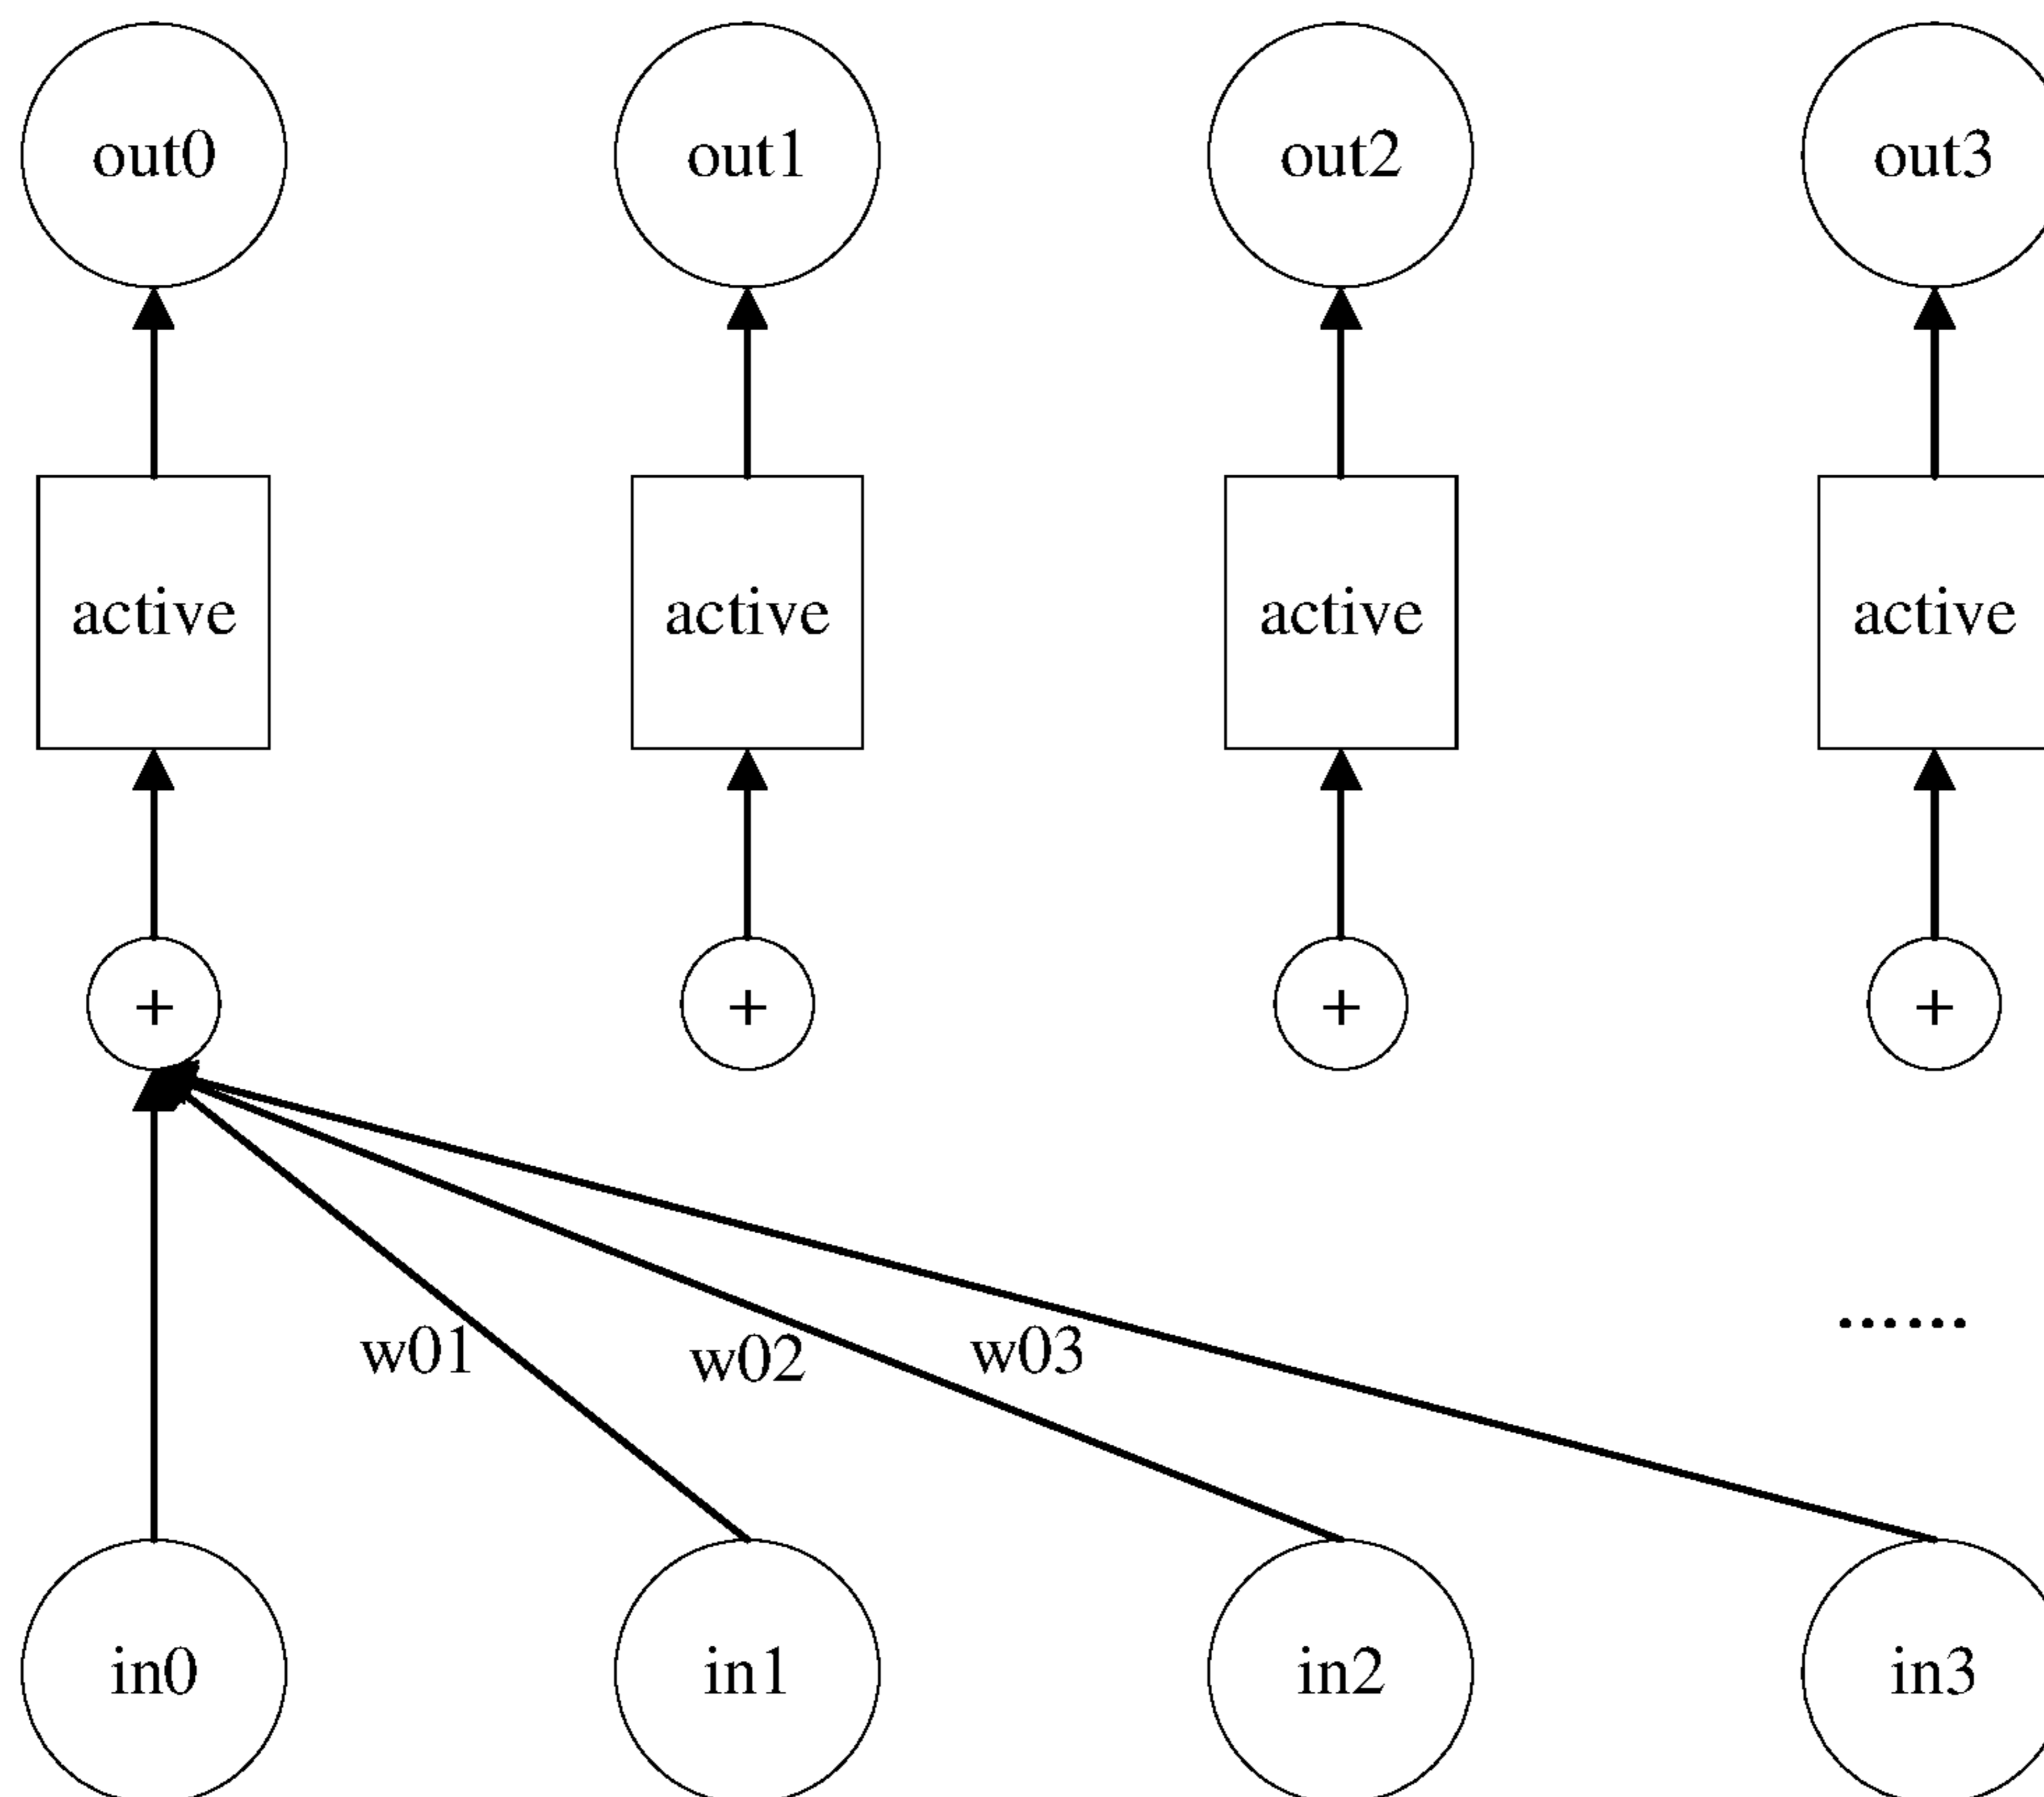 out0 out1 out2 out3
active active active active
+ + + +
w01 w02 w03 ......
in0 in1 in2 in3